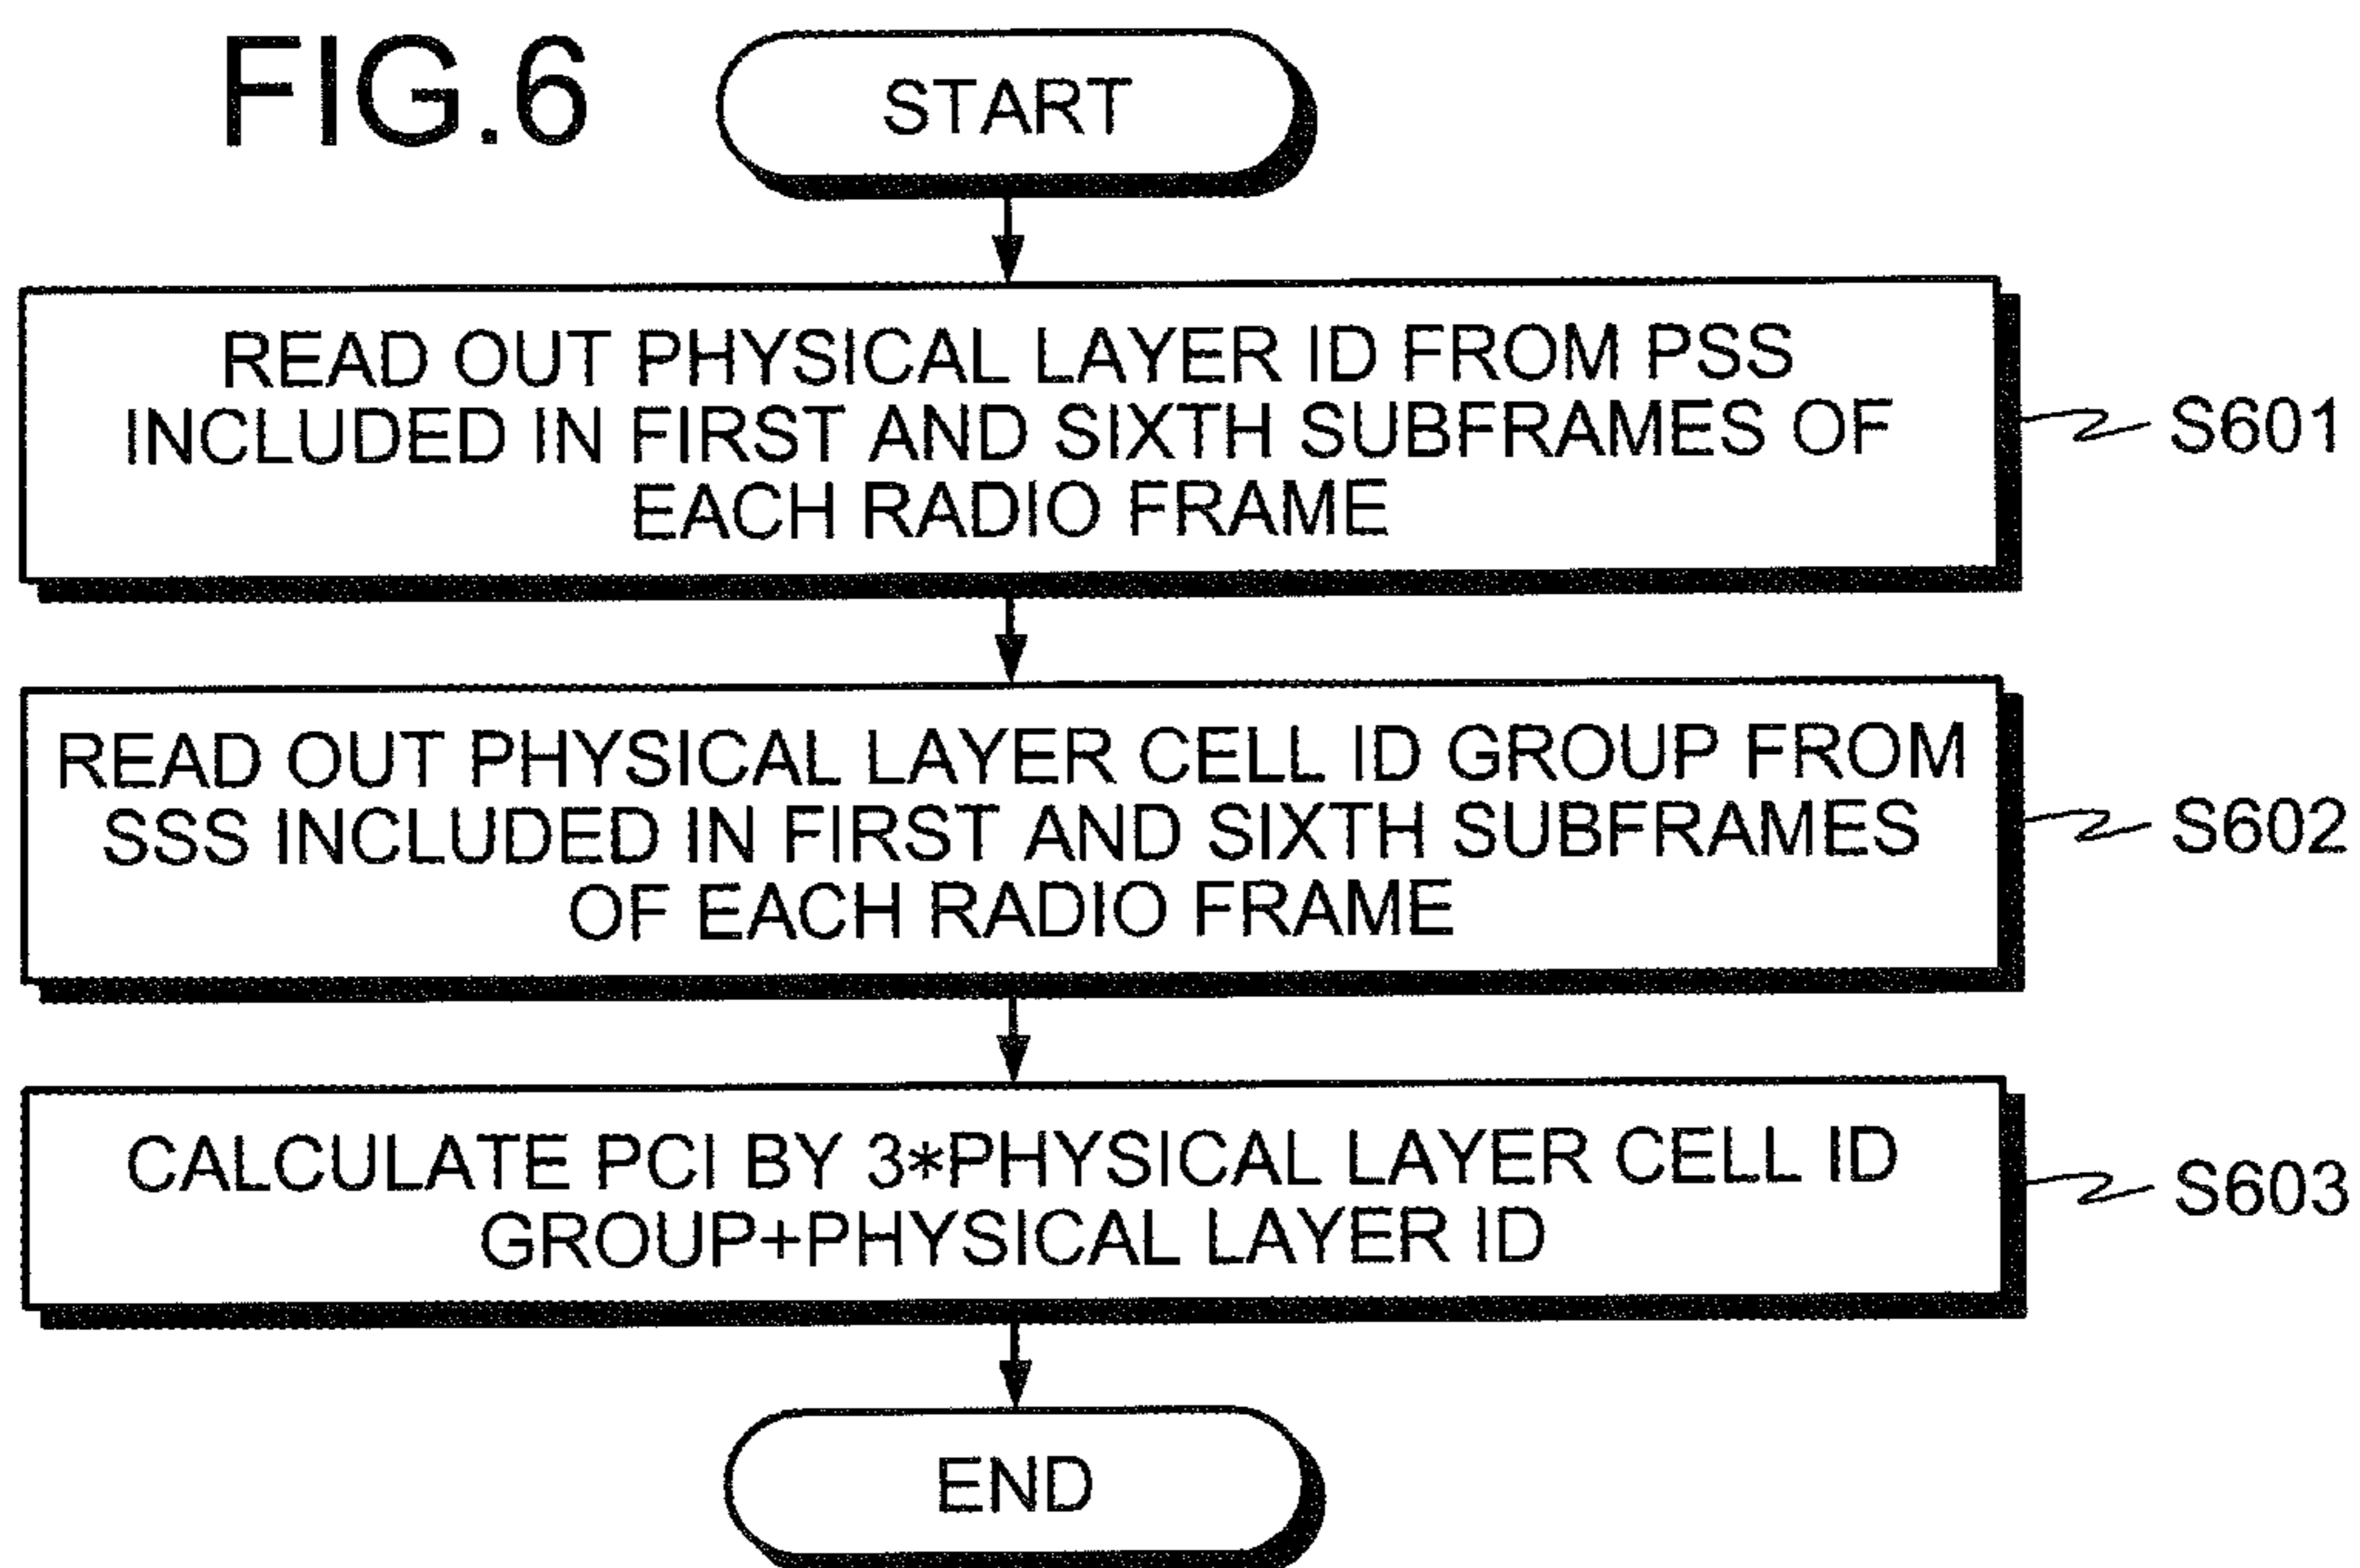 FIG.6
START
READ OUT PHYSICAL LAYER ID FROM PSS
INCLUDED IN FIRST AND SIXTH SUBFRAMES OF
EACH RADIO FRAME
S601
READ OUT PHYSICAL LAYER CELL ID GROUP FROM
SSS INCLUDED IN FIRST AND SIXTH SUBFRAMES
OF EACH RADIO FRAME
S602
CALCULATE PCI BY 3*PHYSICAL LAYER CELL ID
GROUP+PHYSICAL LAYER ID
S603
END